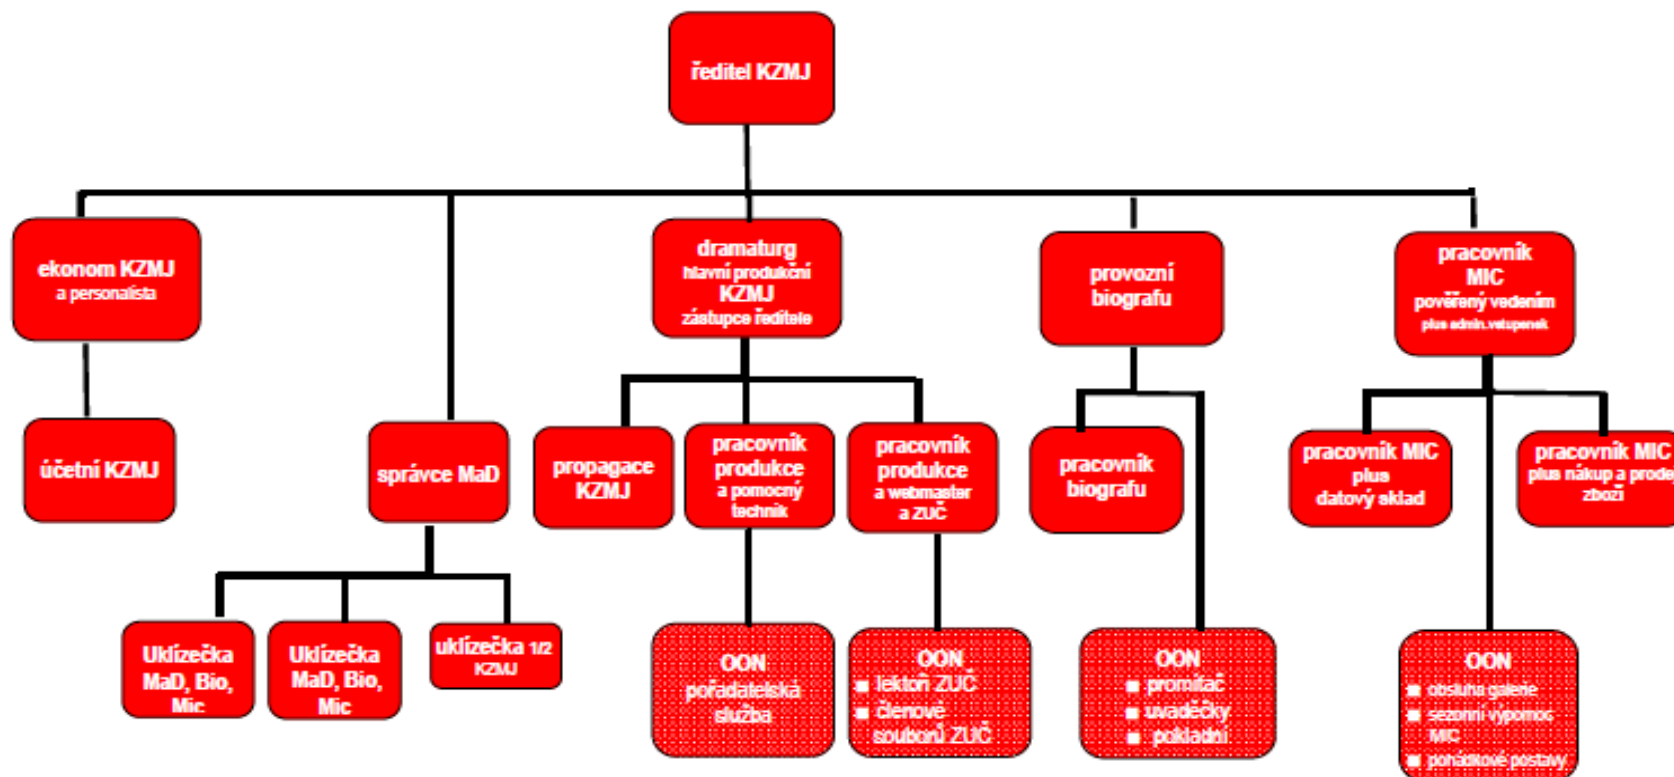 ředitel KZMJ
ekonom KZMJ
a personalista
dramaturg
hlavní produkční
KZMJ
zástupce ředitele
provozní
biografu
pracovník
MIC
pověřený vedením
plus admin.vstupenek
účetní KZMJ
správce MaD
propagace
KZMJ
pracovník
produkce
a pomocný
technik
pracovník
produkce
a webmaster
a ZUČ
pracovník
biografu
pracovník MIC
plus
datový sklad
pracovník MIC
plus nákup a prodej
zboží
Uklízečka
MaD, Bio,
Mic
Uklízečka
MaD, Bio,
Mic
uklízečka 1/2
KZMJ
OON
pořadatelská
služba
OON
■ lektoři ZUČ
■ členové
souborů ZUČ
OON
■ promítač
■ uvaděčky
■ pokladní
OON
■ obsluha galerie
■ sezonní výpomoc
MIC
■ pohádkové postavy